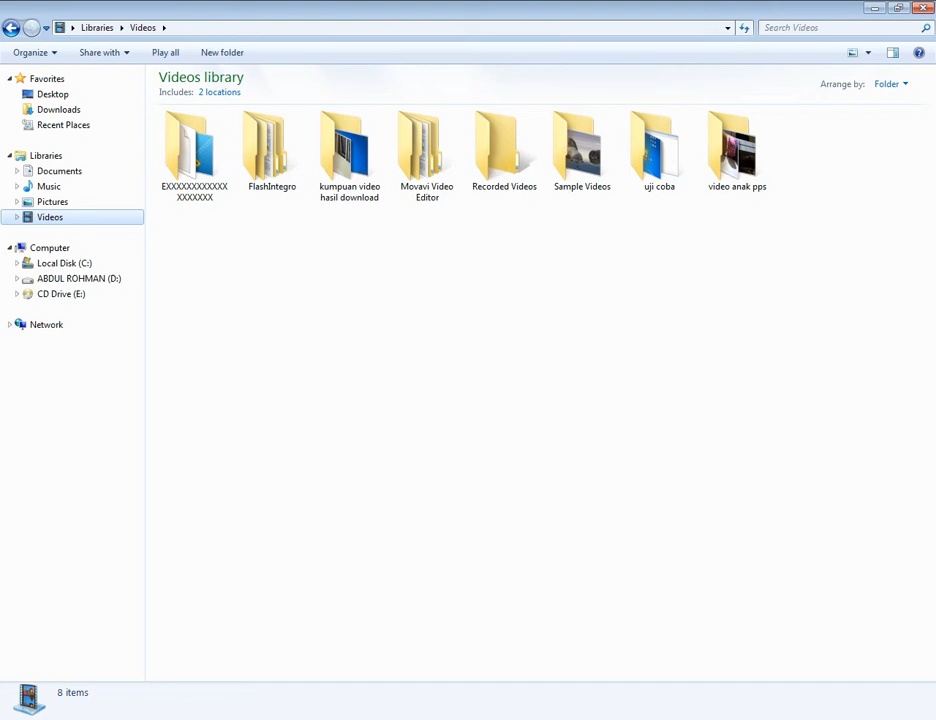 Libraries Videos
Search Videos
Organize Share with Play all New folder
Favorites
Desktop
Downloads
Recent Places
Libraries
Documents
Music
Pictures
Videos
Computer
Local Disk (C:)
ABDUL ROHMAN (D:)
CD Drive (E:)
Network
Videos library
Includes: 2 locations
Arrange by: Folder
EXXXXXXXXXXXX
XXXXXXX
FlashIntegro
kumpuan video
hasil download
Movavi Video
Editor
Recorded Videos
Sample Videos
uji coba
video anak pps
8 items